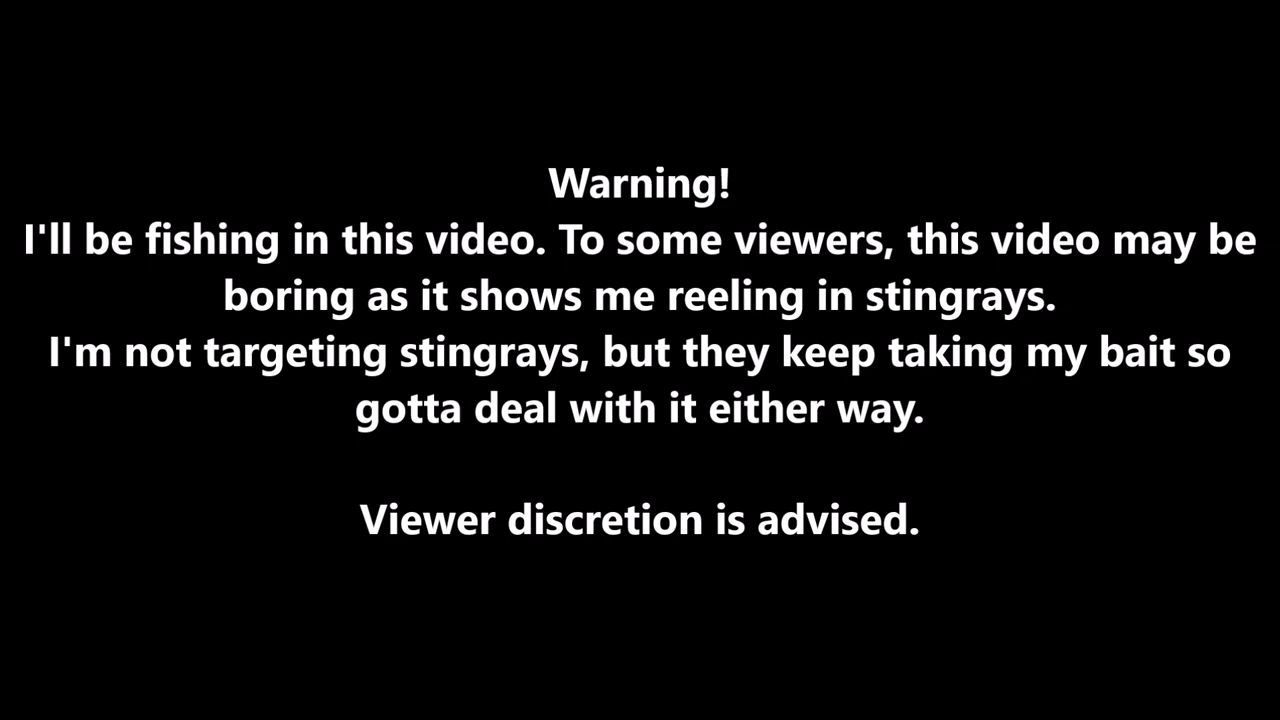 Warning!
I'll be fishing in this video. To some viewers, this video may be
boring as it shows me reeling in stingrays.
I'm not targeting stingrays, but they keep taking my bait so
gotta deal with it either way.
Viewer discretion is advised.